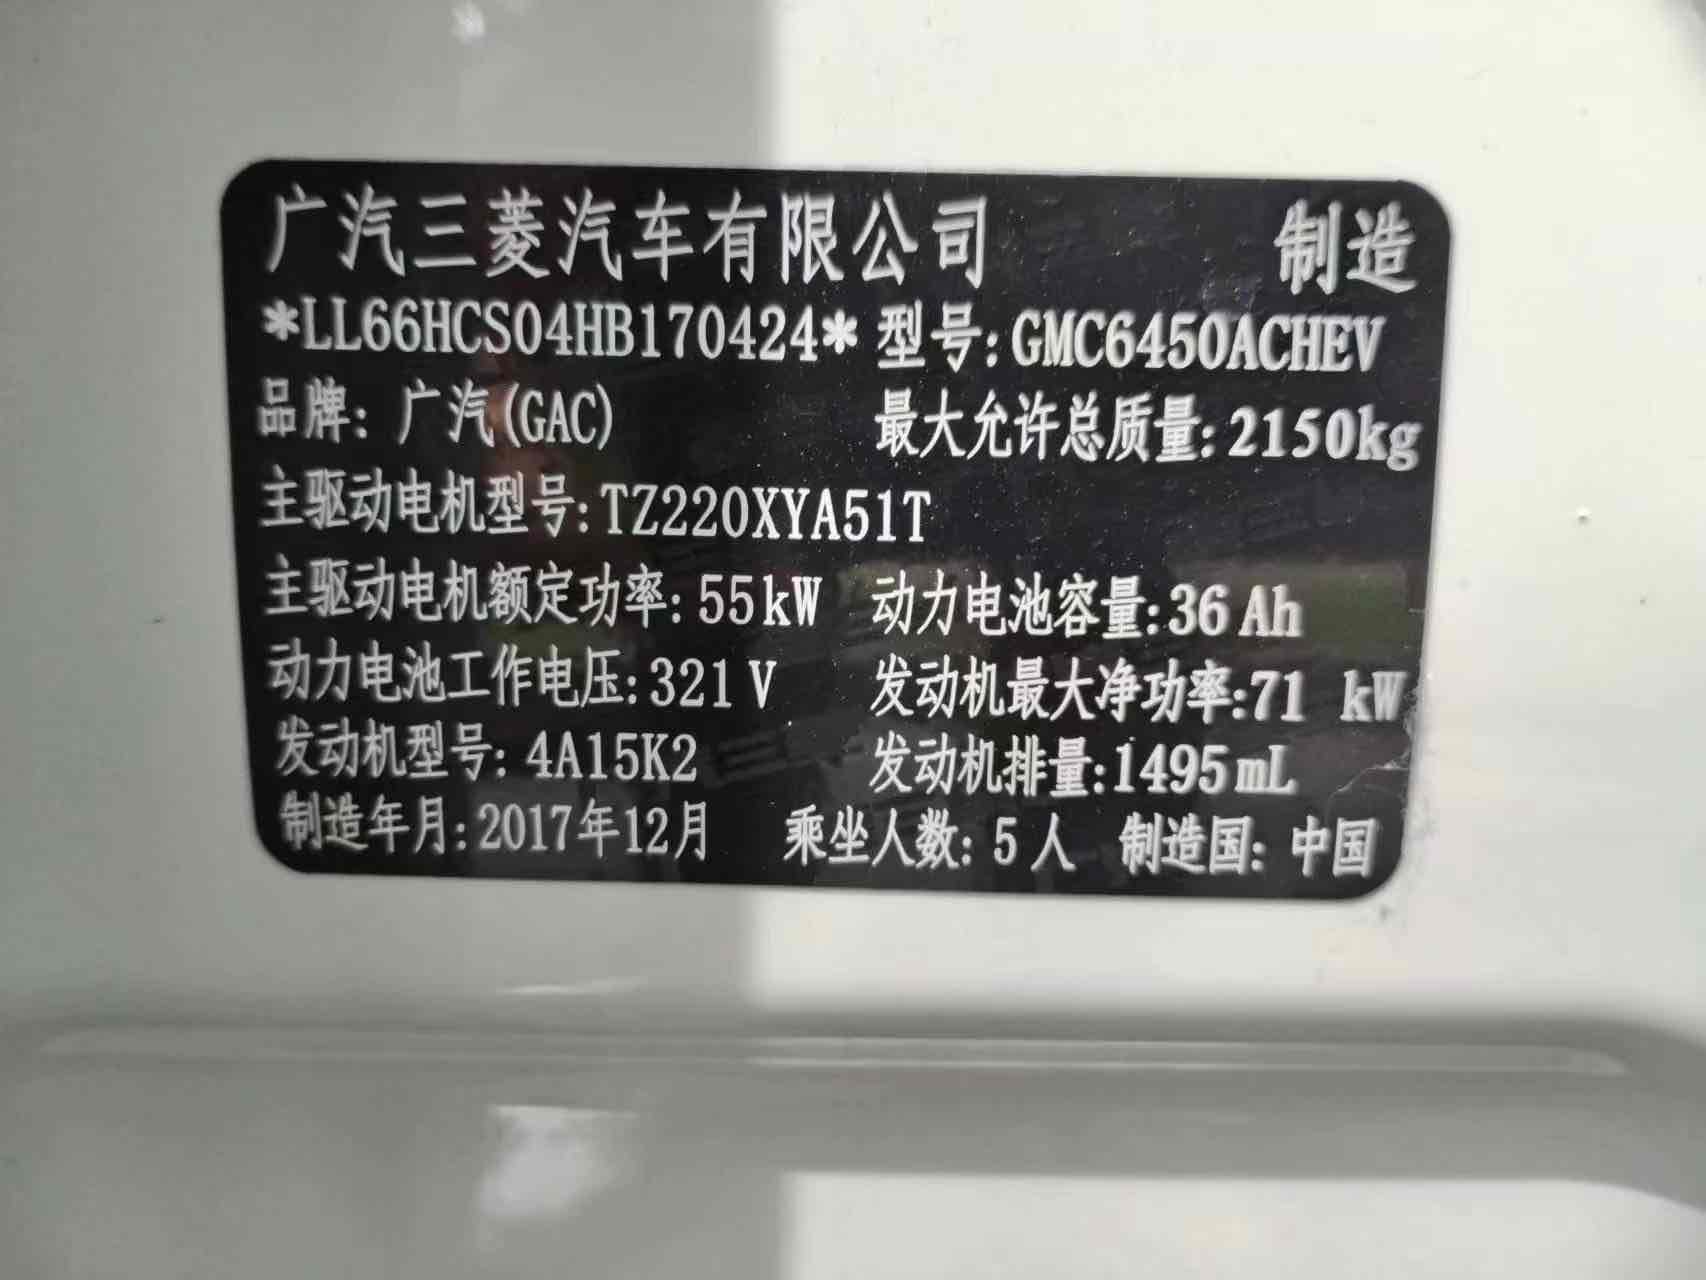 广汽三菱汽车有限公司 制造
*LL66HCS04HB170424* 型号:GMC6450ACHEV
品牌: 广汽(GAC) 最大允许总质量:2150kg
主驱动电机型号:TZ220XYA51T
主驱动电机额定功率:55kW 动力电池容量:36Ah
动力电池工作电压:321V 发动机最大净功率:71 kW
发动机型号:4A15K2 发动机排量:1495mL
制造年月:2017年12月 乘坐人数: 5人 制造国: 中国